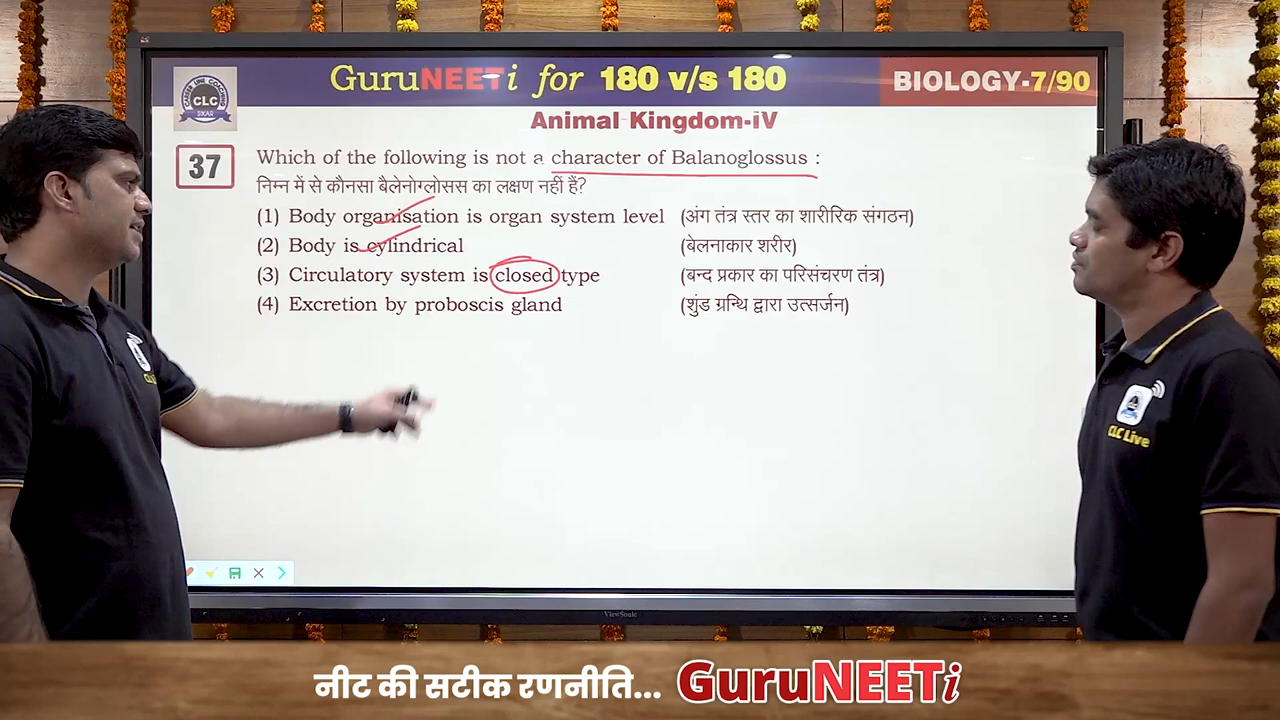 GuruNEETi for 180 v/s 180
BIOLOGY-7/90
CLC
SIKAR
Animal Kingdom-iV
37
Which of the following is not a character of Balanoglossus :
निम्न में से कौनसा बैलेनोग्लोसस का लक्षण नहीं हैं?
(1) Body organisation is organ system level (अंग तंत्र स्तर का शारीरिक संगठन)
(2) Body is cylindrical (बेलनाकार शरीर)
(3) Circulatory system is closed type (बन्द प्रकार का परिसंचरण तंत्र)
(4) Excretion by proboscis gland (शुंड ग्रन्थि द्वारा उत्सर्जन)
CLC Live
ViewSonic
नीट की सटीक रणनीति... GuruNEETi